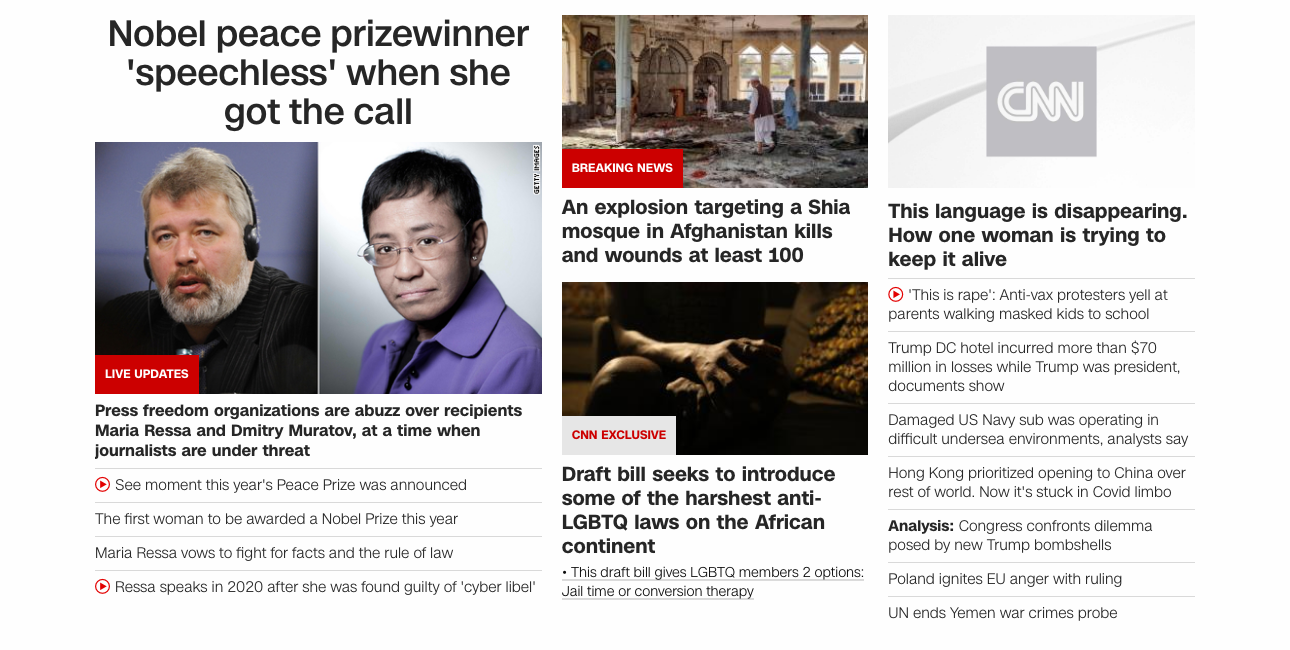 Nobel peace prizewinner
'speechless' when she
got the call
GETTY IMAGES
LIVE UPDATES
Press freedom organizations are abuzz over recipients
Maria Ressa and Dmitry Muratov, at a time when
journalists are under threat
See moment this year's Peace Prize was announced
The first woman to be awarded a Nobel Prize this year
Maria Ressa vows to fight for facts and the rule of law
Ressa speaks in 2020 after she was found guilty of 'cyber libel'
BREAKING NEWS
An explosion targeting a Shia
mosque in Afghanistan kills
and wounds at least 100
CNN EXCLUSIVE
Draft bill seeks to introduce
some of the harshest anti-
LGBTQ laws on the African
continent
• This draft bill gives LGBTQ members 2 options:
Jail time or conversion therapy
CNN
This language is disappearing.
How one woman is trying to
keep it alive
'This is rape': Anti-vax protesters yell at
parents walking masked kids to school
Trump DC hotel incurred more than $70
million in losses while Trump was president,
documents show
Damaged US Navy sub was operating in
difficult undersea environments, analysts say
Hong Kong prioritized opening to China over
rest of world. Now it's stuck in Covid limbo
Analysis: Congress confronts dilemma
posed by new Trump bombshells
Poland ignites EU anger with ruling
UN ends Yemen war crimes probe